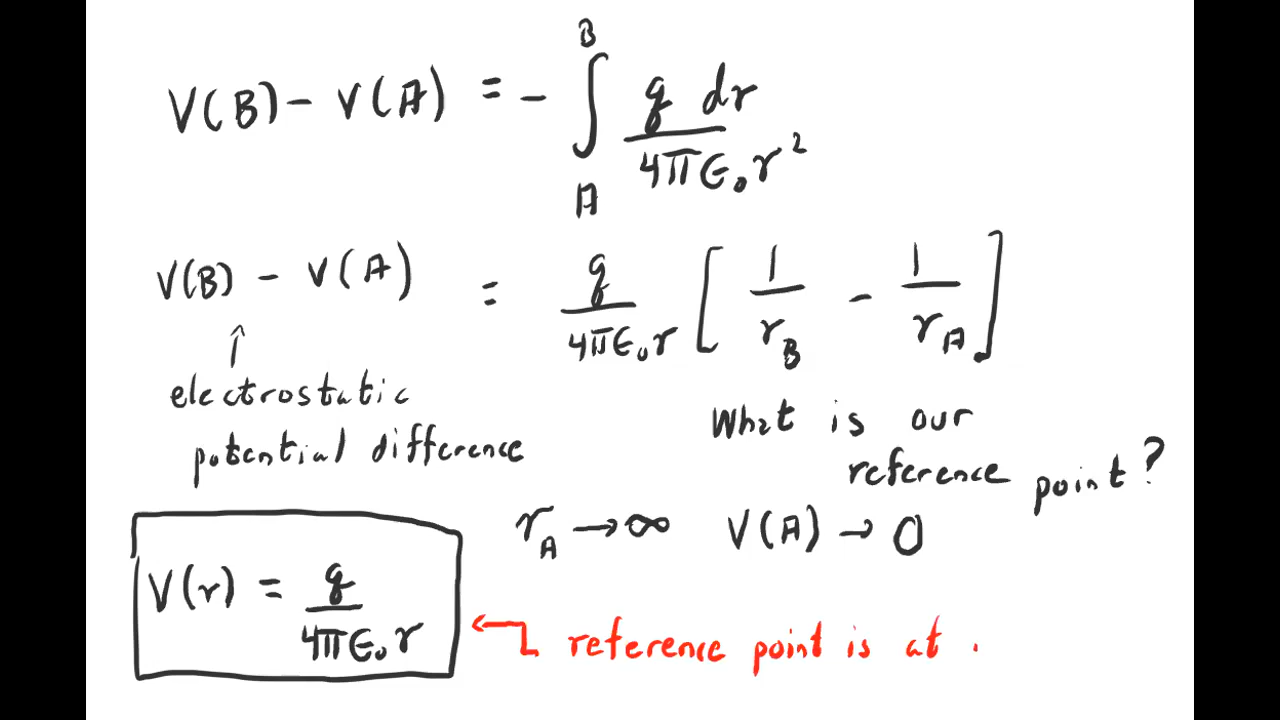 V(B) - V(A) = - ∫_A^B q dr / 4πϵ₀r²
V(B) - V(A) = q / 4πϵ₀r [ 1/r_B - 1/r_A ]
↑
electrostatic
potential difference
What is our
reference point?
r_A → ∞ V(A) → 0
V(r) = q / 4πϵ₀r
reference point is at